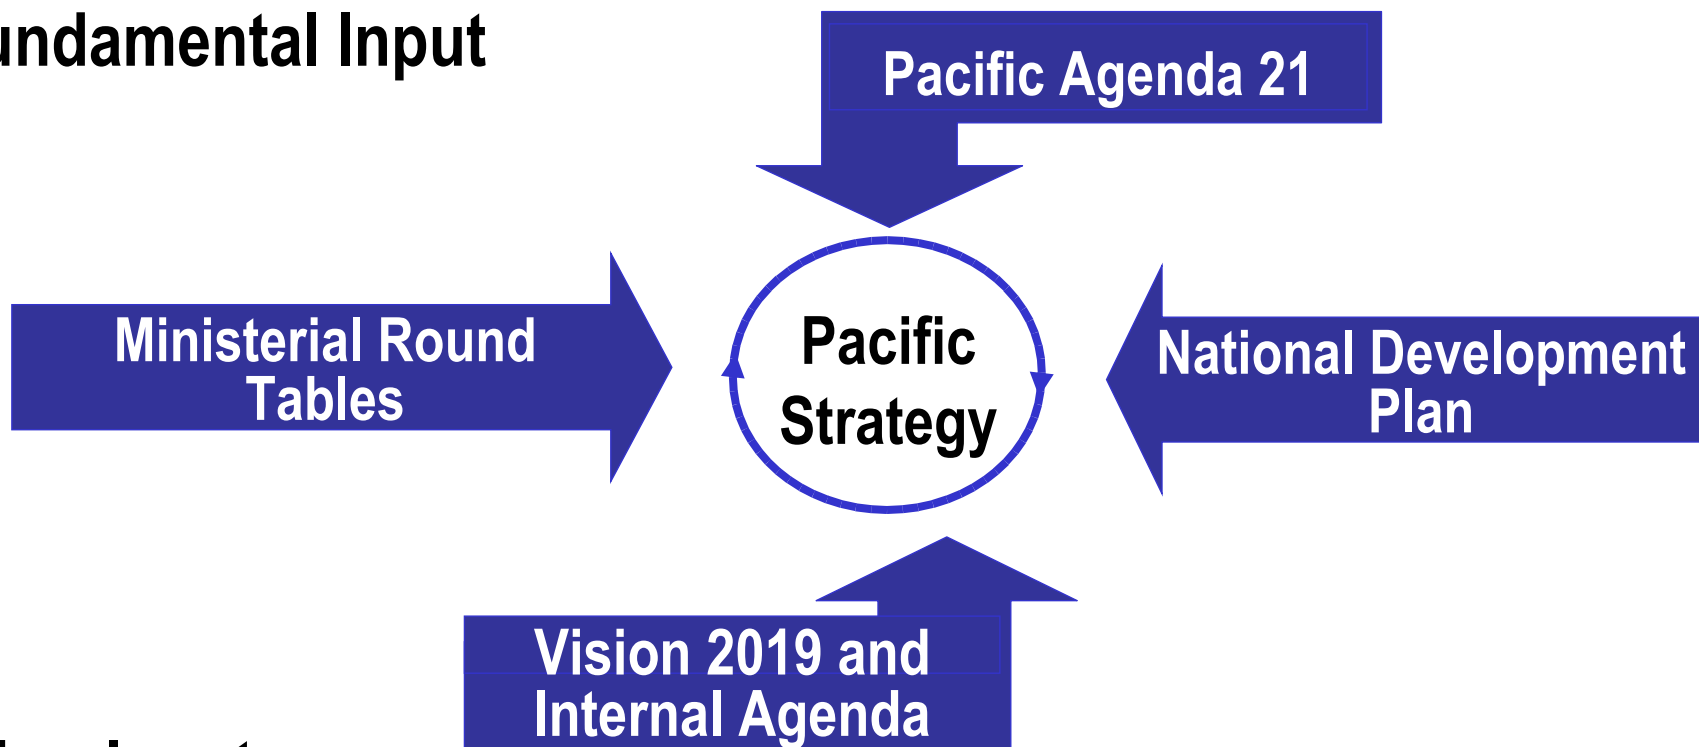 undamental Input
Pacific Agenda 21
Ministerial Round
Tables
Pacific
Strategy
National Development
Plan
Vision 2019 and
Internal Agenda